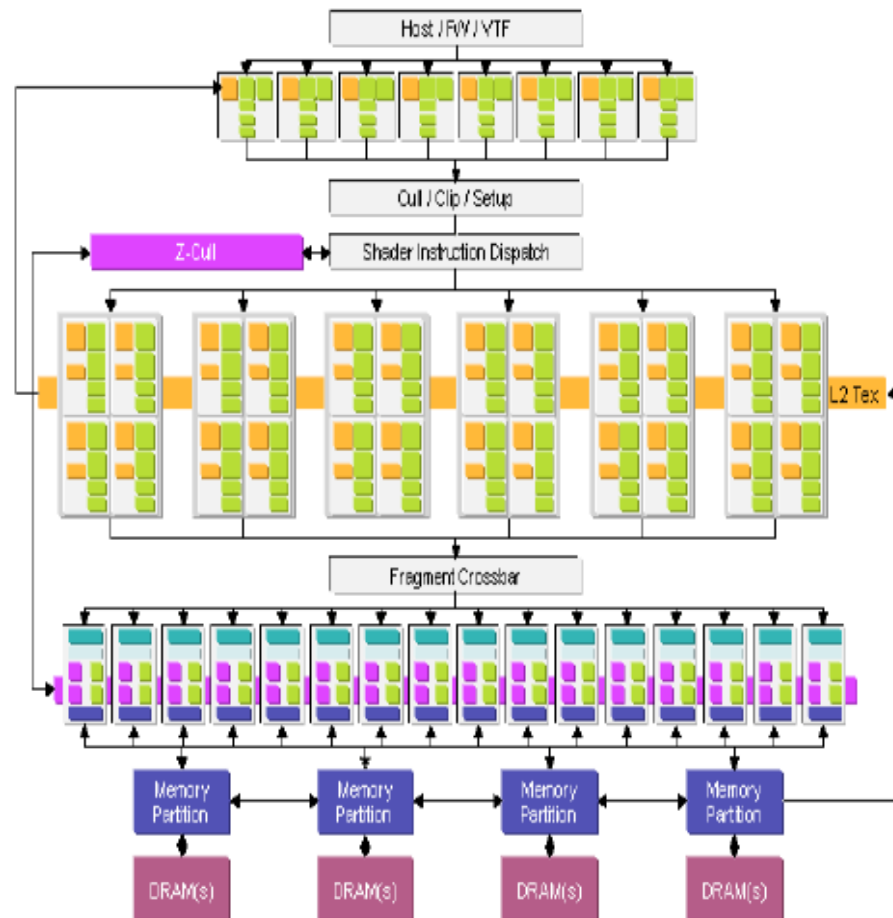 Host / FW / VTF
Cull / Clip / Setup
Z-Cull
Shader Instruction Dispatch
L2 Tex
Fragment Crossbar
Memory
Partition
Memory
Partition
Memory
Partition
Memory
Partition
DRAM(s)
DRAM(s)
DRAM(s)
DRAM(s)